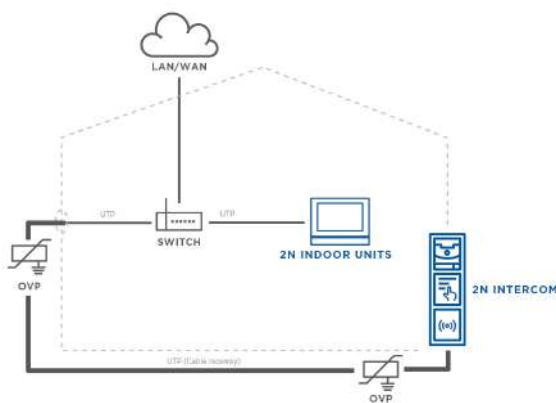 LAN/WAN
UTP
UTP
SWITCH
2N INDOOR UNITS
OVP
2N INTERCOM
UTP (Cable raceway)
OVP